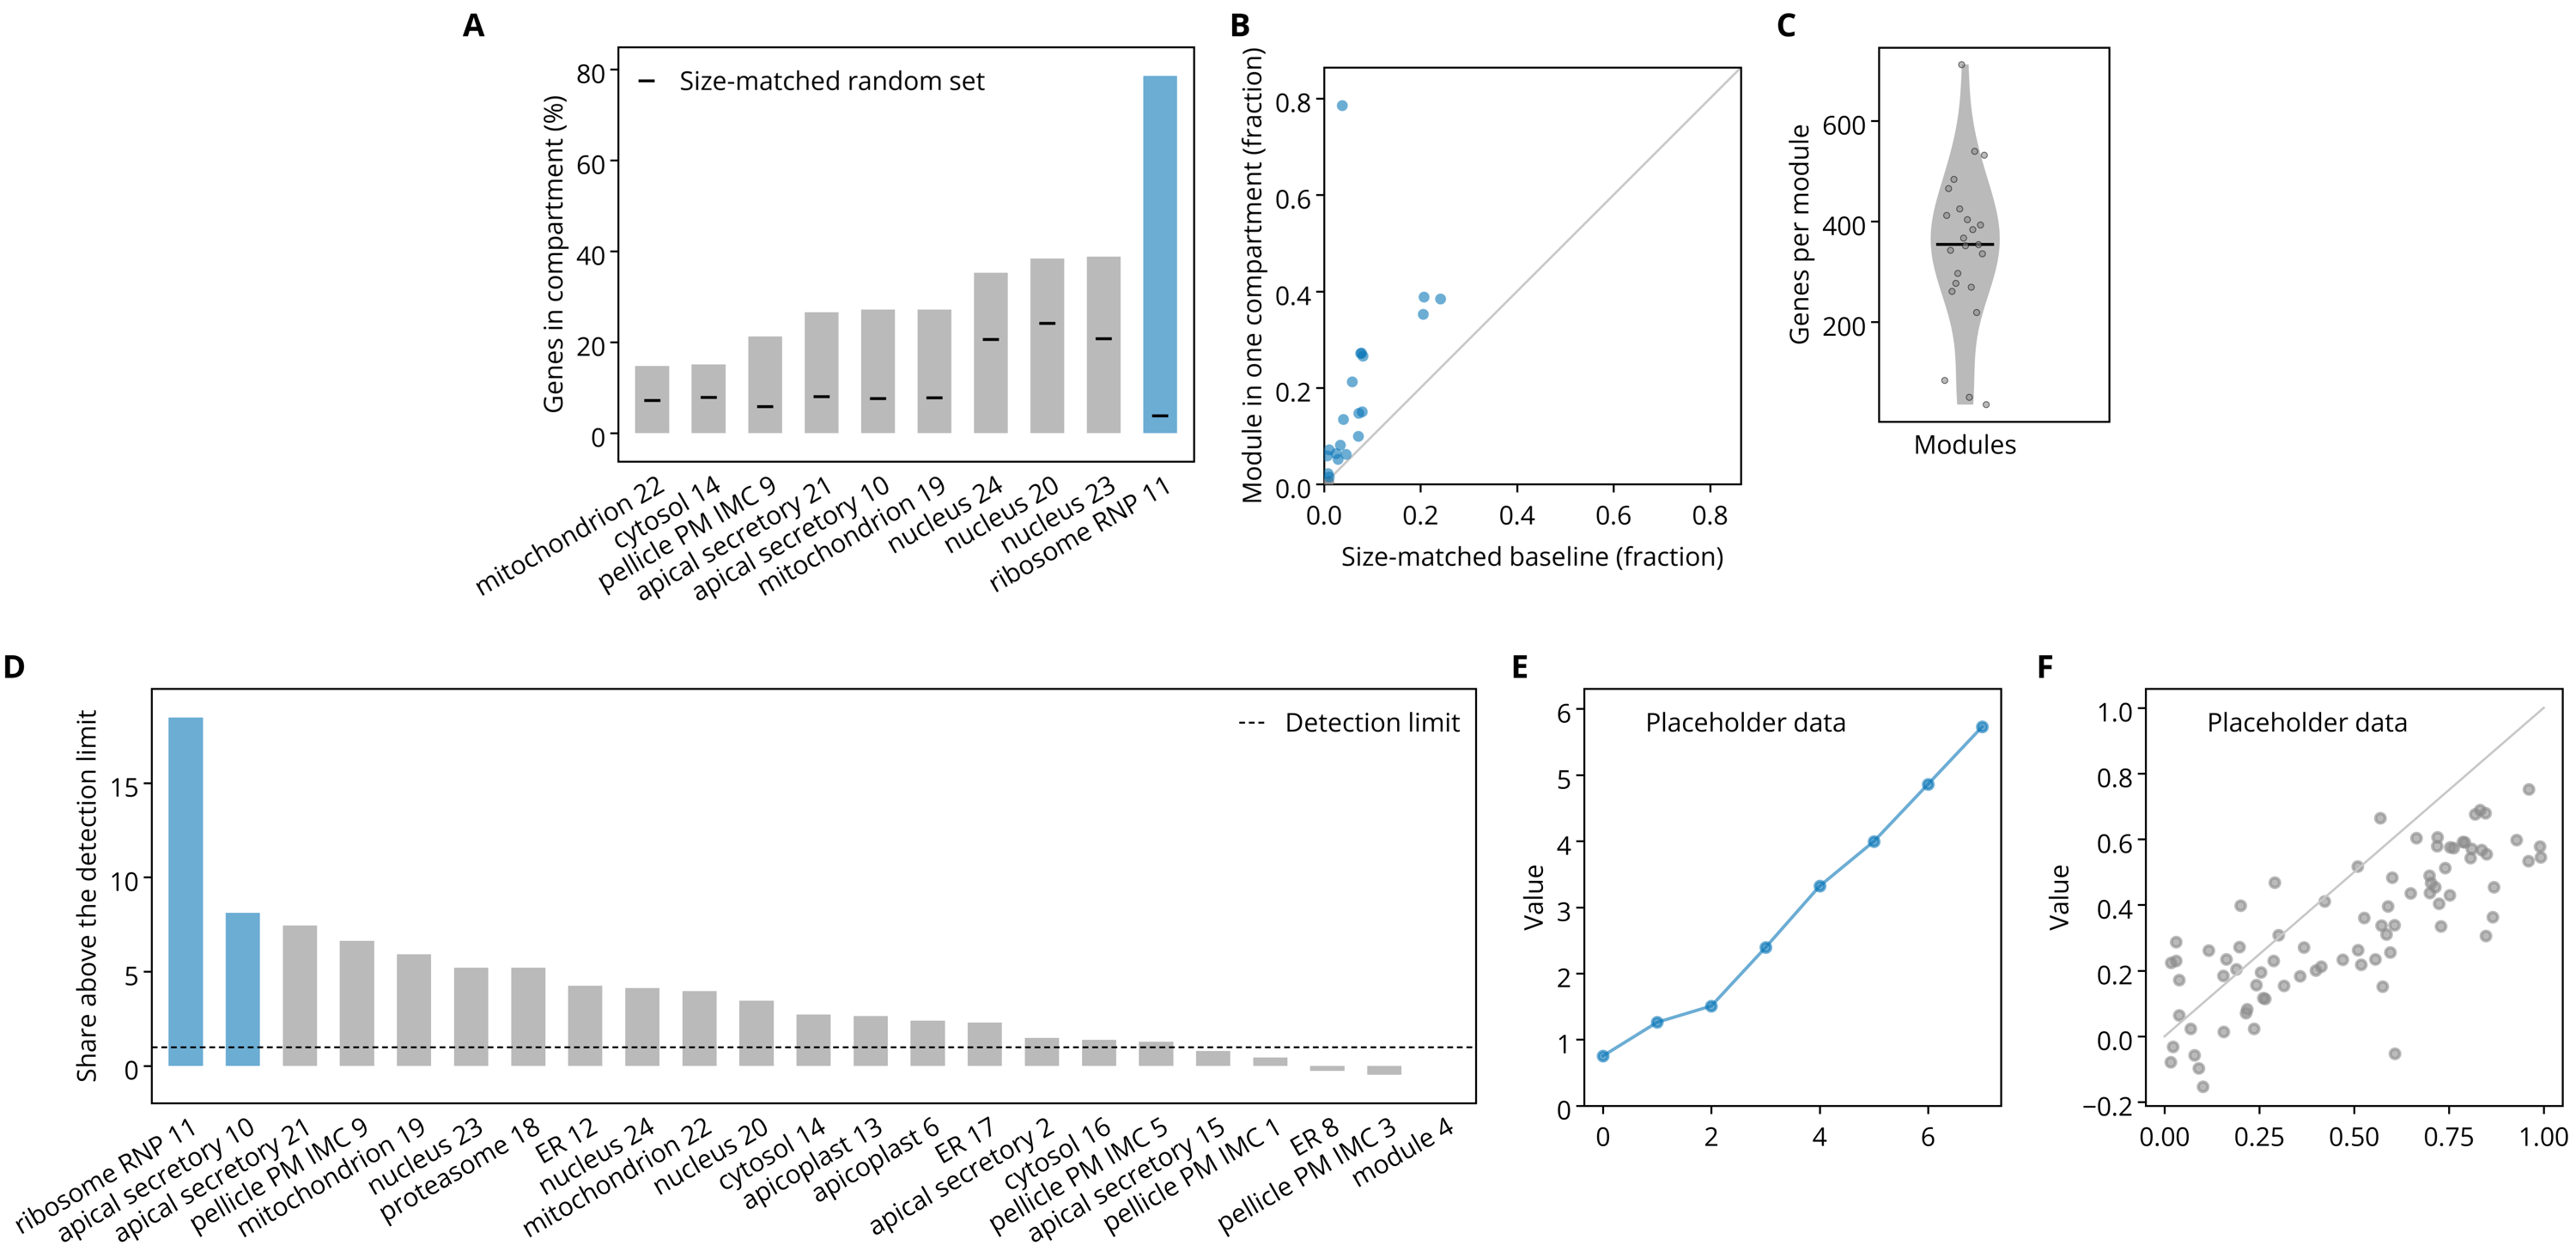 A
Genes in compartment (%)
80
60
40
20
0
Size-matched random set
mitochondrion 22
cytosol 14
pellicle PM IMC 9
apical secretory 21
apical secretory 10
mitochondrion 19
nucleus 24
nucleus 20
nucleus 23
ribosome RNP 11
B
Module in one compartment (fraction)
0.8
0.6
0.4
0.2
0.0
0.0 0.2 0.4 0.6 0.8
Size-matched baseline (fraction)
C
Genes per module
600
400
200
Modules
D
Share above the detection limit
15
10
5
0
Detection limit
ribosome RNP 11
apical secretory 10
apical secretory 21
pellicle PM IMC 9
mitochondrion 19
nucleus 23
proteasome 18
ER 12
nucleus 24
mitochondrion 22
nucleus 20
cytosol 14
apicoplast 13
apicoplast 6
ER 17
apical secretory 2
cytosol 16
pellicle PM IMC 5
apical secretory 15
pellicle PM IMC 1
ER 8
pellicle PM IMC 3
module 4
E
Value
6
5
4
3
2
1
0
Placeholder data
0 2 4 6
F
Value
1.0
0.8
0.6
0.4
0.2
0.0
−0.2
Placeholder data
0.00 0.25 0.50 0.75 1.00